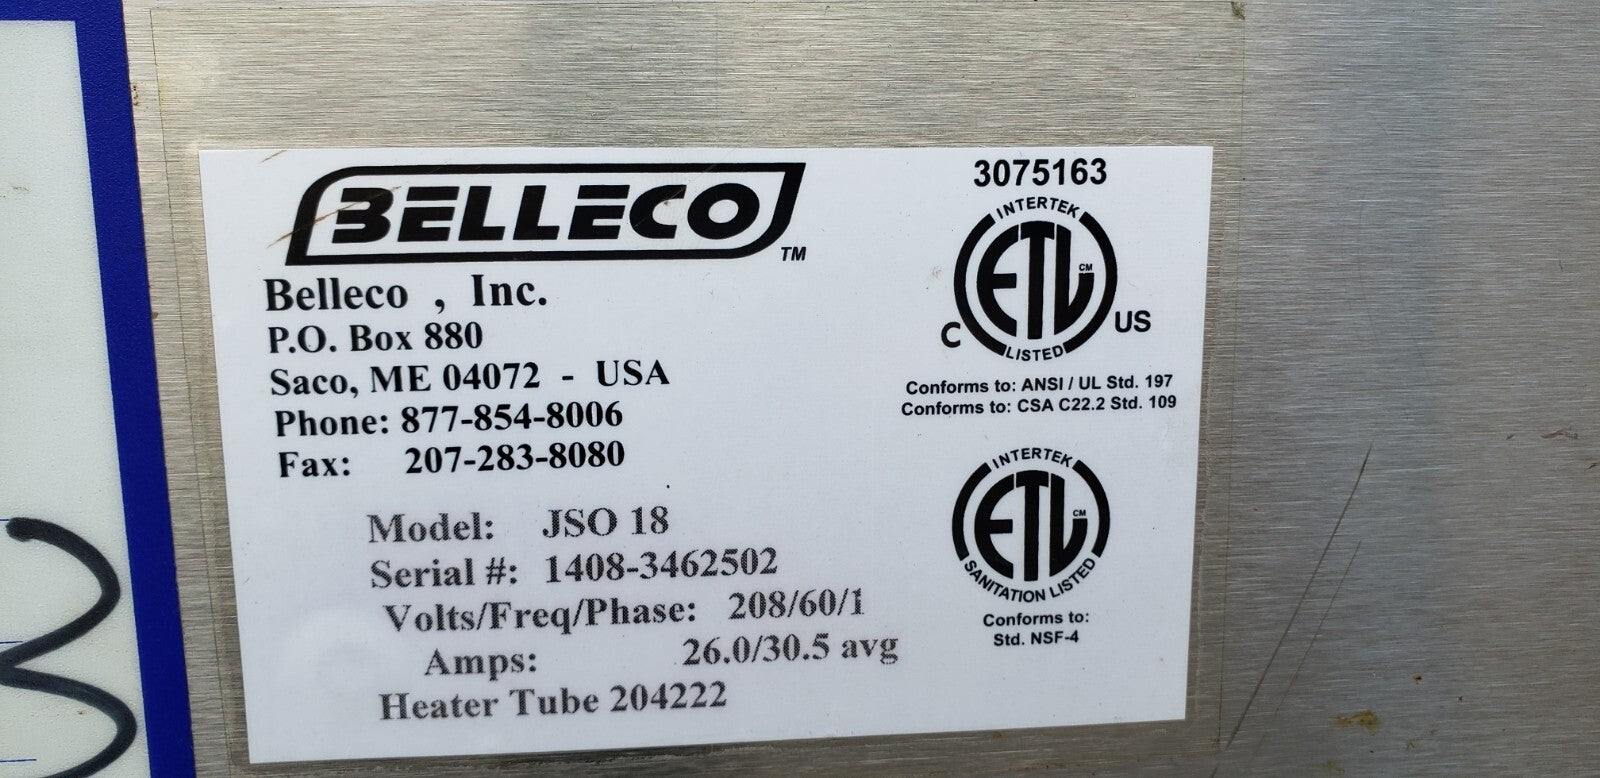 BELLECO TM
Belleco , Inc.
P.O. Box 880
Saco, ME 04072 - USA
Phone: 877-854-8006
Fax: 207-283-8080
Model: JSO 18
Serial #: 1408-3462502
Volts/Freq/Phase: 208/60/1
Amps: 26.0/30.5 avg
Heater Tube 204222
3075163
INTERTEK
ETL CM
C US
LISTED
Conforms to: ANSI / UL Std. 197
Conforms to: CSA C22.2 Std. 109
INTERTEK
ETL CM
SANITATION LISTED
Conforms to:
Std. NSF-4